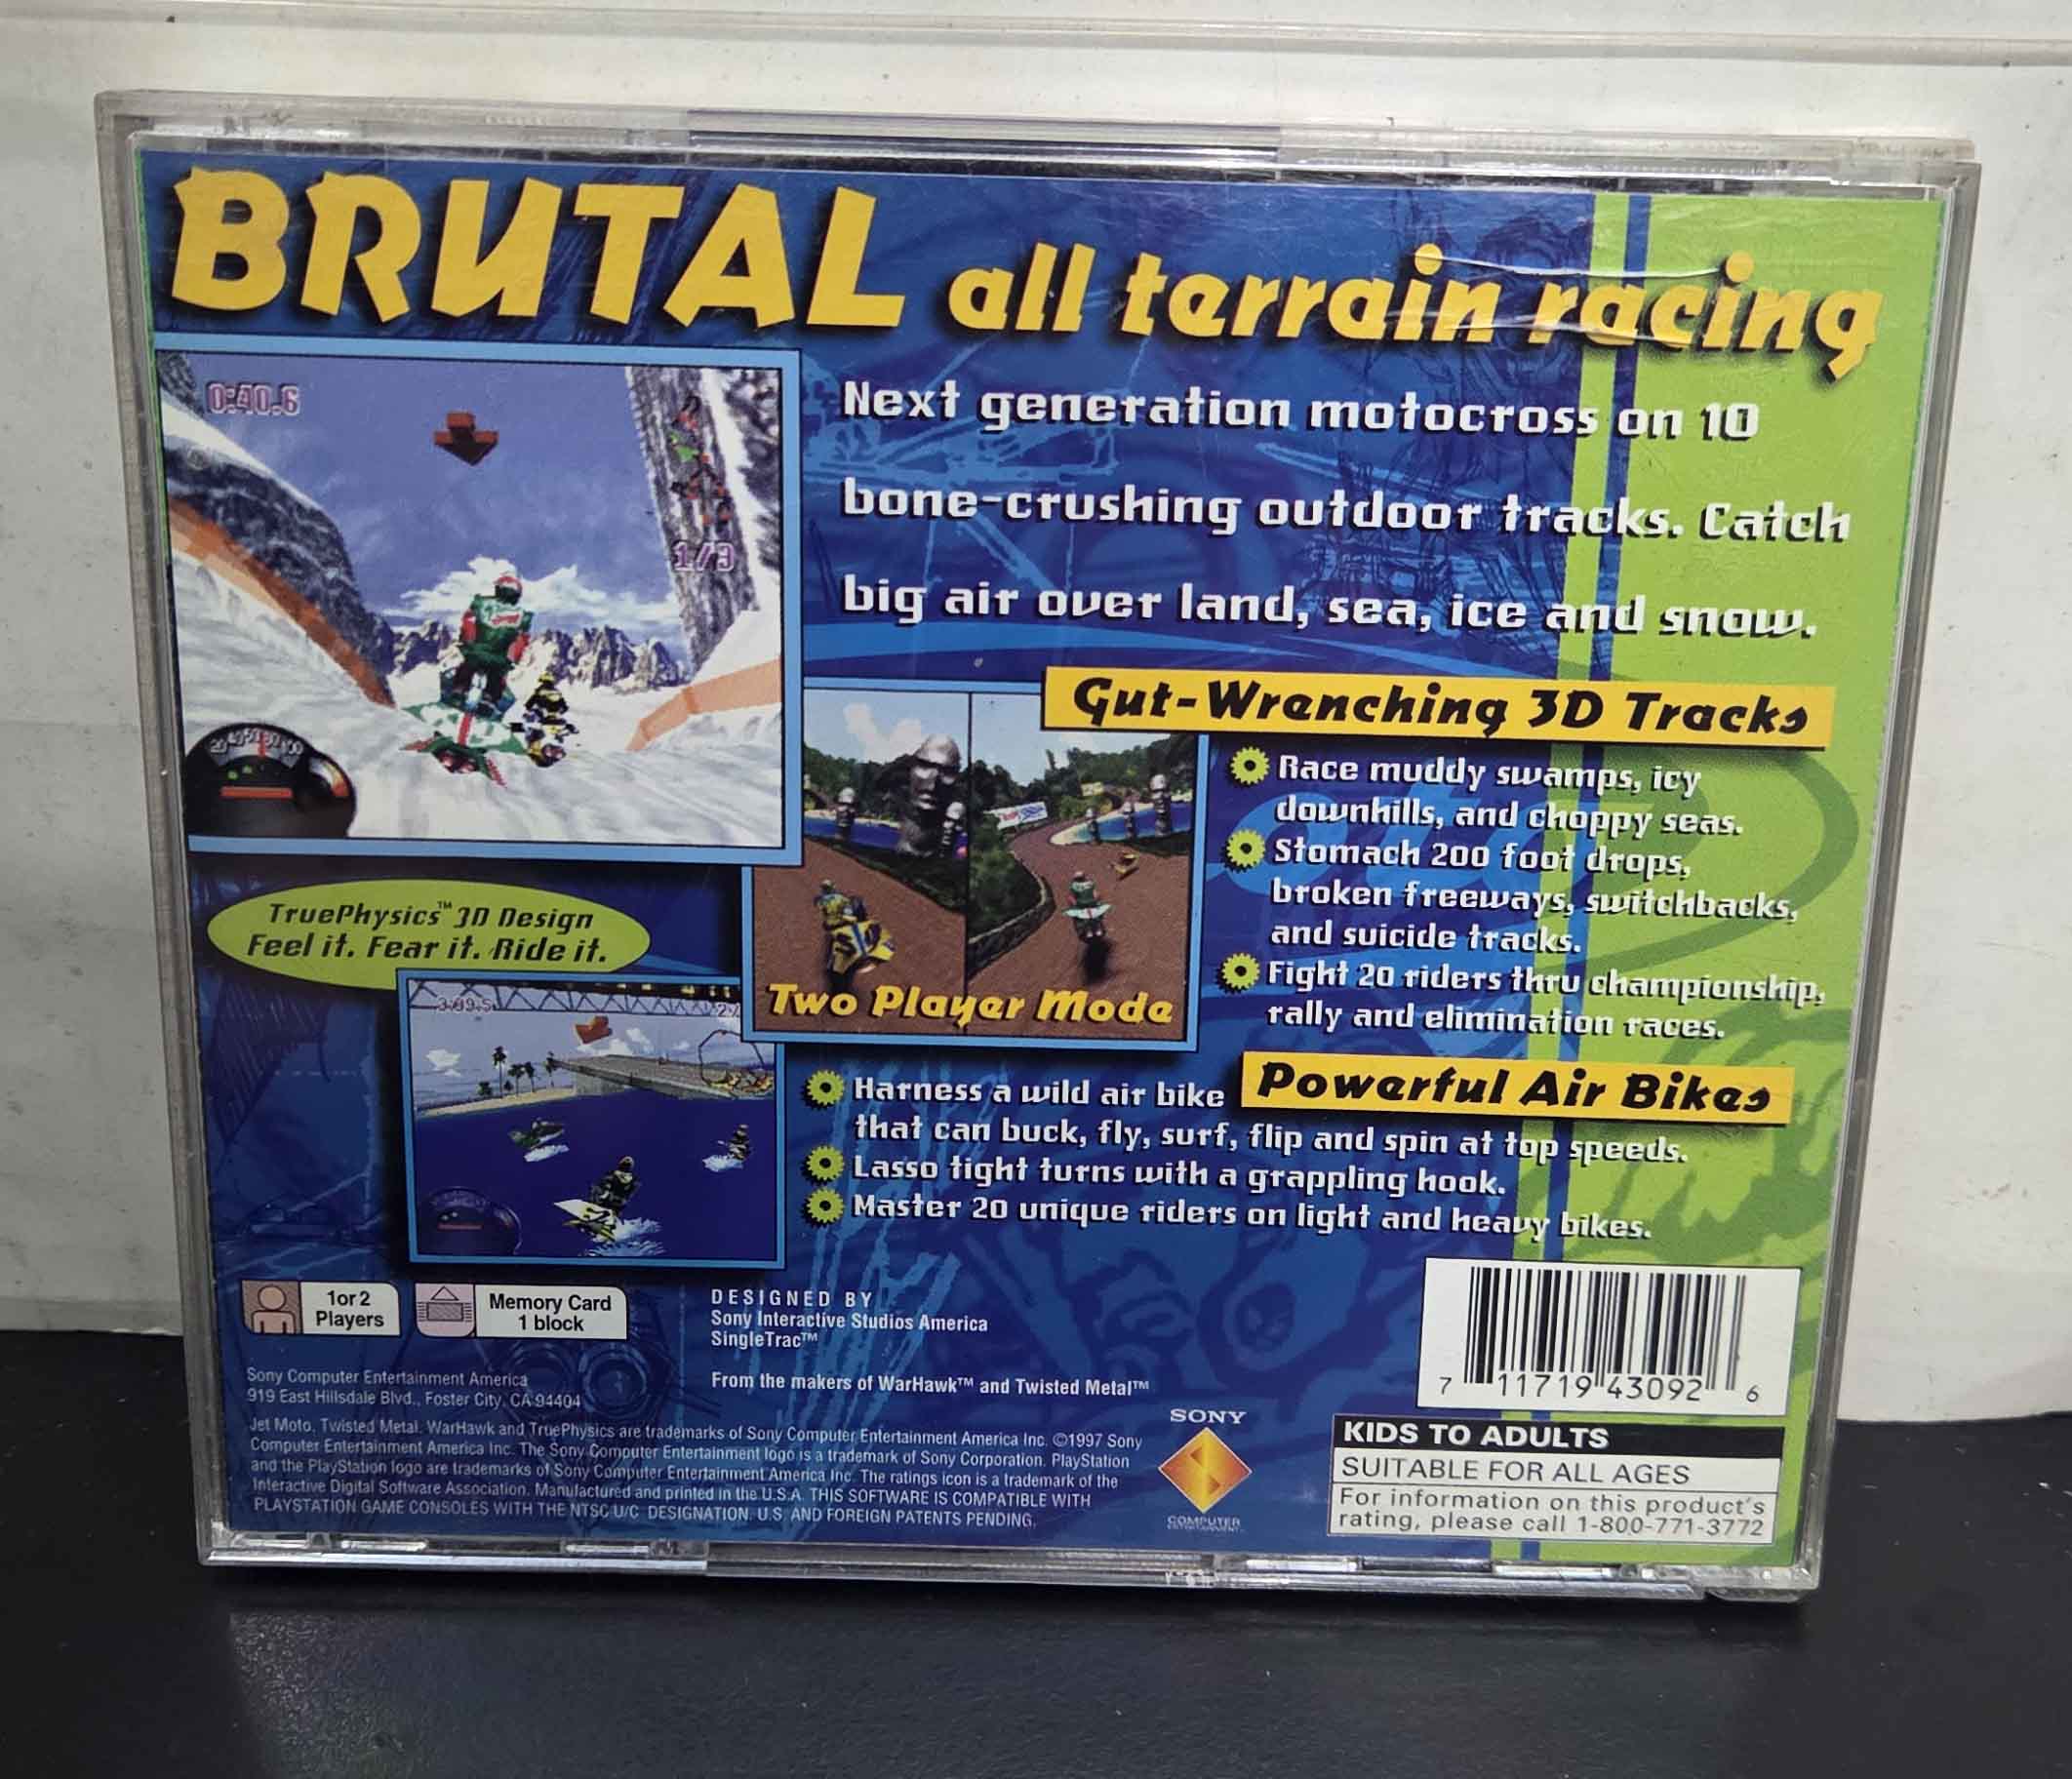 BRUTAL all terrain racing
0:40.6
1/3
Next generation motocross on 10
bone-crushing outdoor tracks. Catch
big air over land, sea, ice and snow.
Gut-Wrenching 3D Tracks
Race muddy swamps, icy
downhills, and choppy seas.
Stomach 200 foot drops,
broken freeways, switchbacks,
and suicide tracks.
Fight 20 riders thru championship,
rally and elimination races.
TruePhysics™ 3D Design
Feel it. Fear it. Ride it.
Two Player Mode
3:09.5
Powerful Air Bikes
Harness a wild air bike
that can buck, fly, surf, flip and spin at top speeds.
Lasso tight turns with a grappling hook.
Master 20 unique riders on light and heavy bikes.
1or 2
Players
Memory Card
1 block
DESIGNED BY
Sony Interactive Studios America
SingleTrac™
From the makers of WarHawk™ and Twisted Metal™
Sony Computer Entertainment America
919 East Hillsdale Blvd., Foster City, CA 94404
Jet Moto, Twisted Metal, WarHawk and TruePhysics are trademarks of Sony Computer Entertainment America Inc. ©1997 Sony
Computer Entertainment America Inc. The Sony Computer Entertainment logo is a trademark of Sony Corporation. PlayStation
and the PlayStation logo are trademarks of Sony Computer Entertainment America Inc. The ratings icon is a trademark of the
Interactive Digital Software Association. Manufactured and printed in the U.S.A. THIS SOFTWARE IS COMPATIBLE WITH
PLAYSTATION GAME CONSOLES WITH THE NTSC U/C DESIGNATION. U.S. AND FOREIGN PATENTS PENDING.
SONY
COMPUTER
ENTERTAINMENT
7 11719 43092 6
KIDS TO ADULTS
SUITABLE FOR ALL AGES
For information on this product's
rating, please call 1-800-771-3772